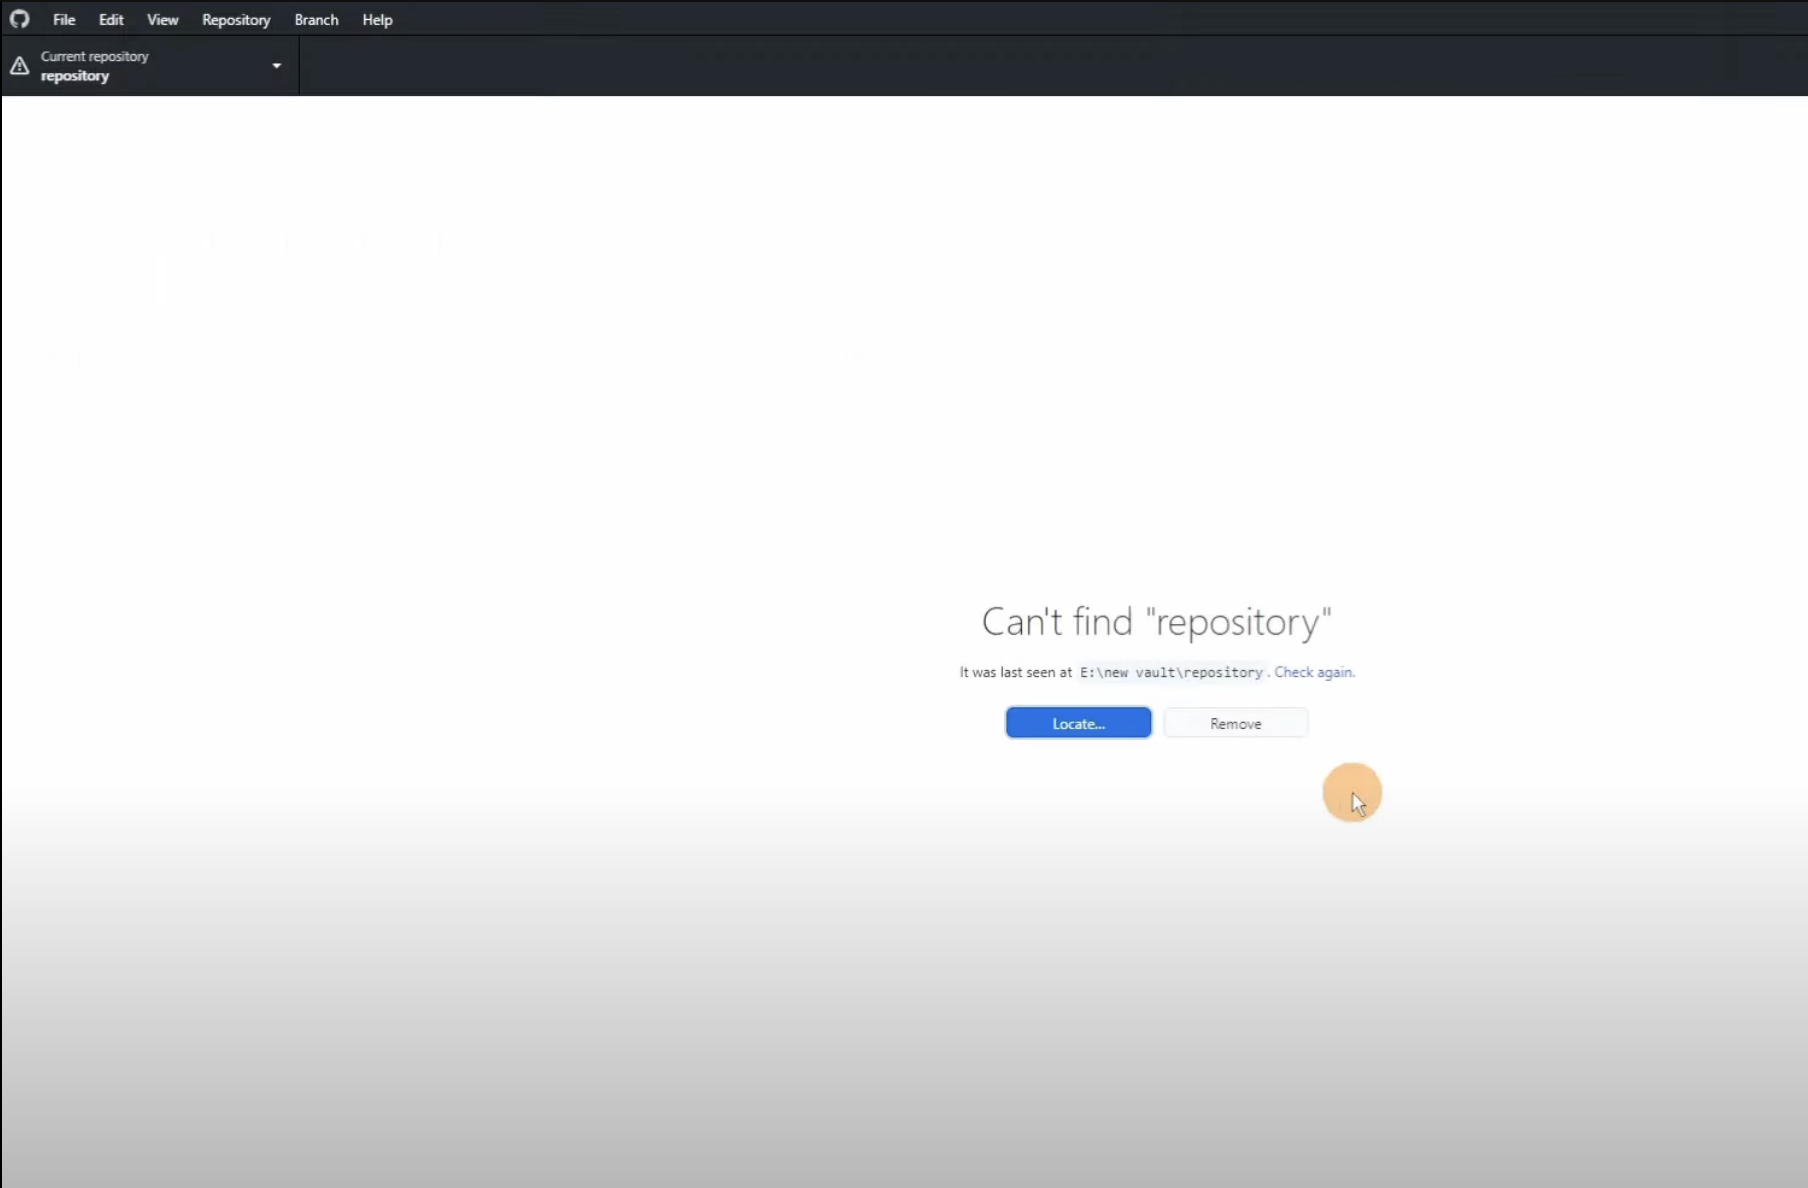 File Edit View Repository Branch Help
Current repository
repository
Can't find "repository"
It was last seen at E:\new vault\repository. Check again.
Locate... Remove